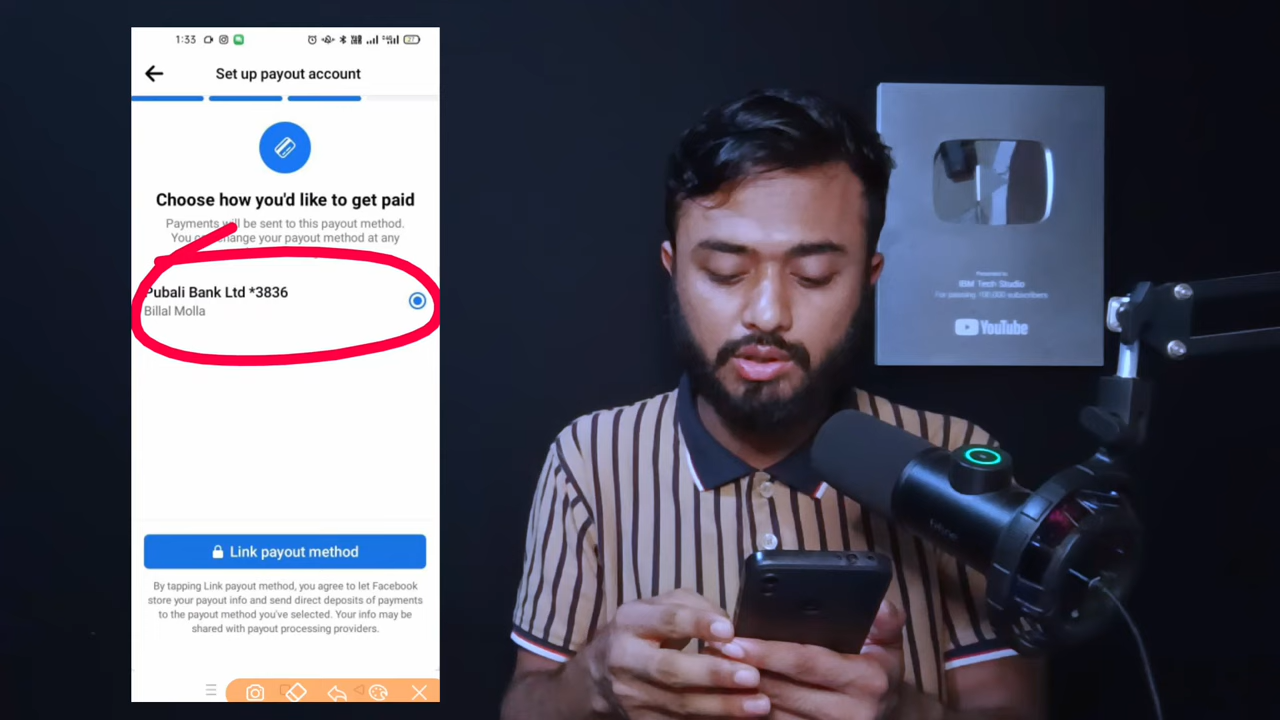 1:33
Set up payout account
Choose how you'd like to get paid
Payments will be sent to this payout method.
You can change your payout method at any
Pubali Bank Ltd *3836
Billal Molla
Link payout method
By tapping Link payout method, you agree to let Facebook
store your payout info and send direct deposits of payments
to the payout method you've selected. Your info may be
shared with payout processing providers.
Presented to
IBM Tech Studio
For passing 100,000 subscribers
YouTube